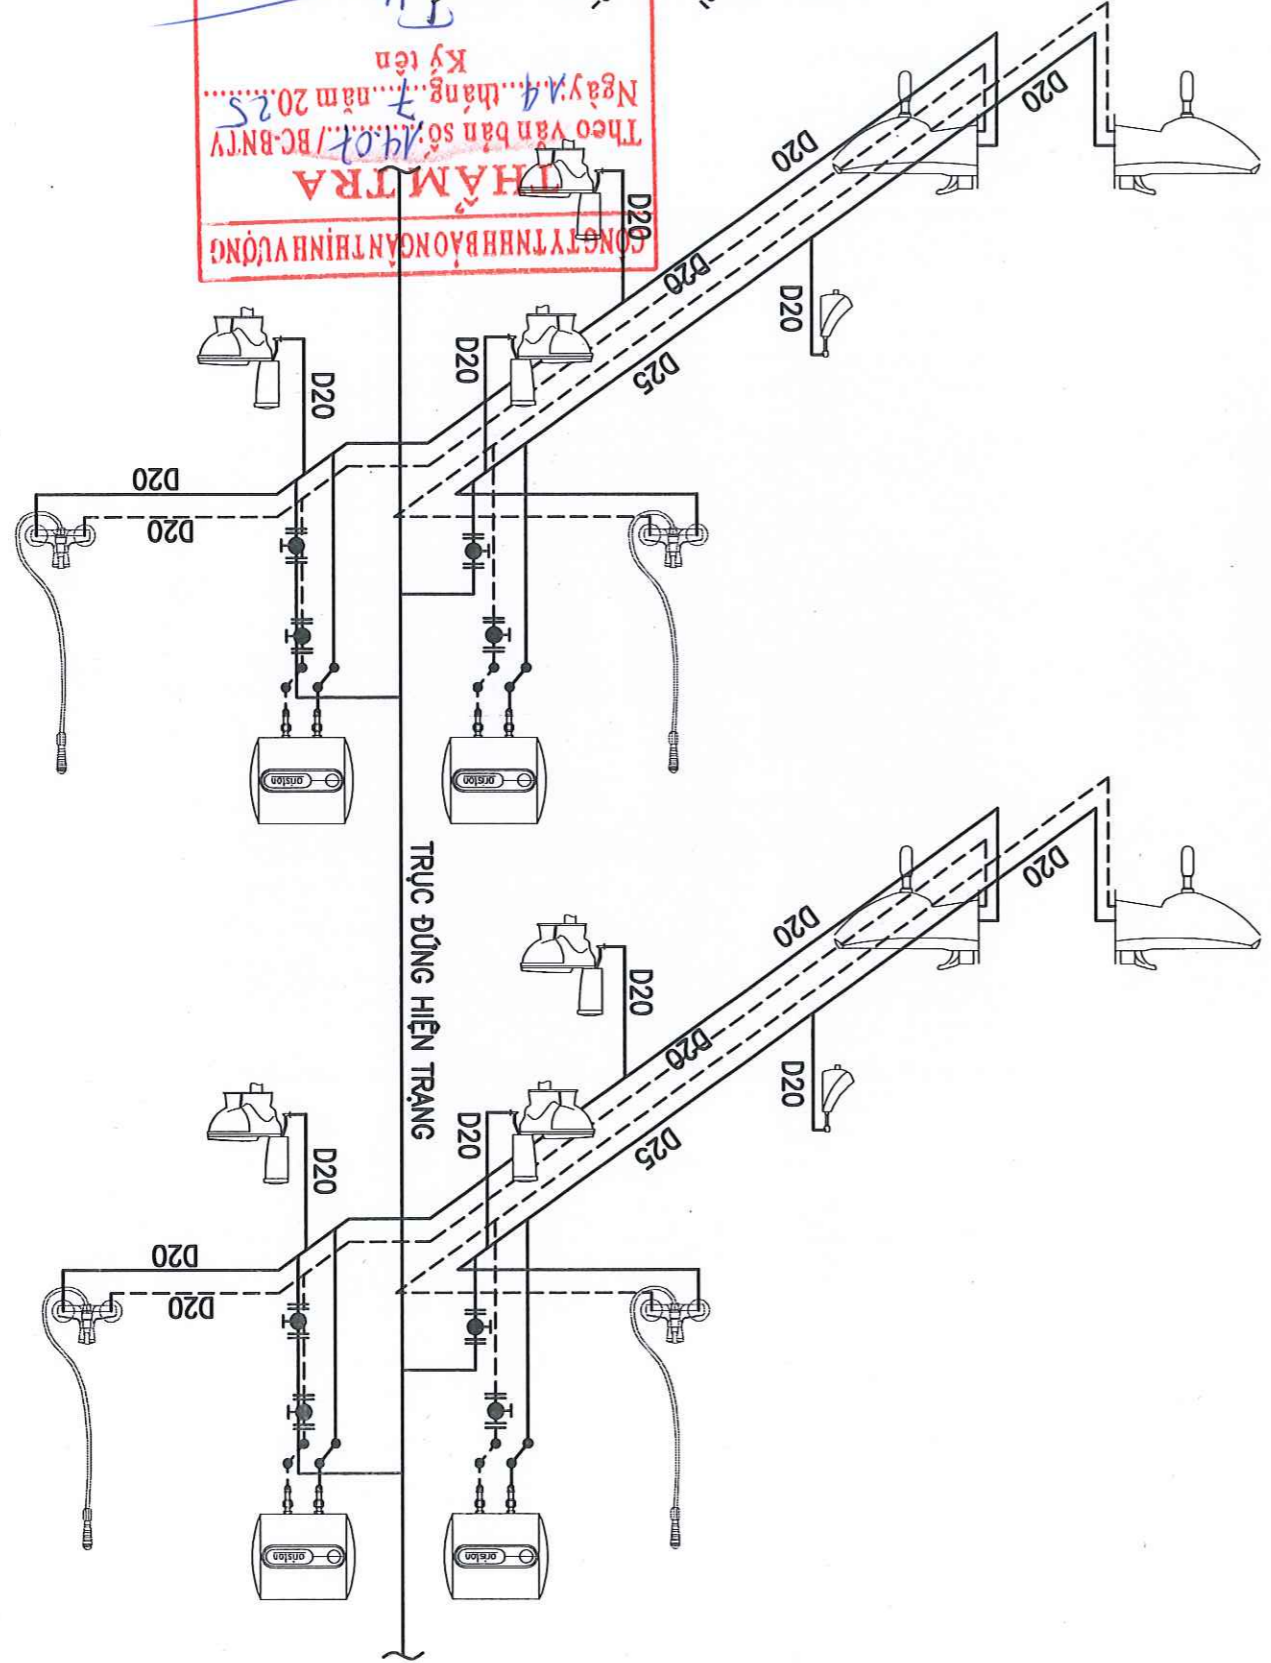 ariston
ariston
D20
D20
D20
D25
D20
D20
D20
TRỤC ĐỨNG HIỆN TRẠNG
D20
D20
D20
ariston
ariston
D20
D20
D20
D25
D20
D20
D20
D20
CÔNG TY TNHH BẢO NGÂN THỊNH VƯỢNG
THẨM TRA
Theo văn bản số: 14.07 / BC-BNTV
Ngày 14 tháng 7 năm 2025
Ký tên
D20
D20